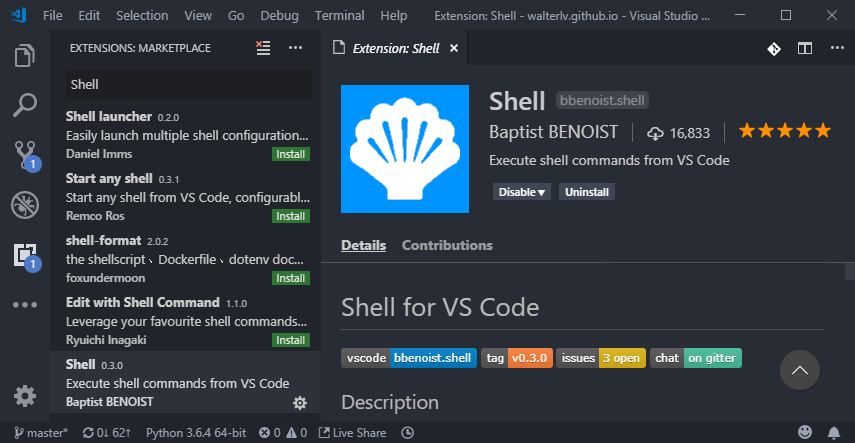 File Edit Selection View Go Debug Terminal Help Extension: Shell - walterlv.github.io - Visual Studio ...
EXTENSIONS: MARKETPLACE
Shell
Shell launcher 0.2.0
Easily launch multiple shell configuration...
Daniel Imms Install
Start any shell 0.3.1
Start any shell from VS Code, configurabl...
Remco Ros Install
shell-format 2.0.2
the shellscript、Dockerfile、dotenv doc...
foxundermoon Install
Edit with Shell Command 1.1.0
Leverage your favourite shell commands...
Ryuichi Inagaki Install
Shell 0.3.0
Execute shell commands from VS Code
Baptist BENOIST
Extension: Shell
Shell bbenoist.shell
Baptist BENOIST 16,833
Execute shell commands from VS Code
Disable Uninstall
Details Contributions
Shell for VS Code
vscode bbenoist.shell tag v0.3.0 issues 3 open chat on gitter
Description
1
1
master* 0↓ 62↑ Python 3.6.4 64-bit 0 0 Live Share